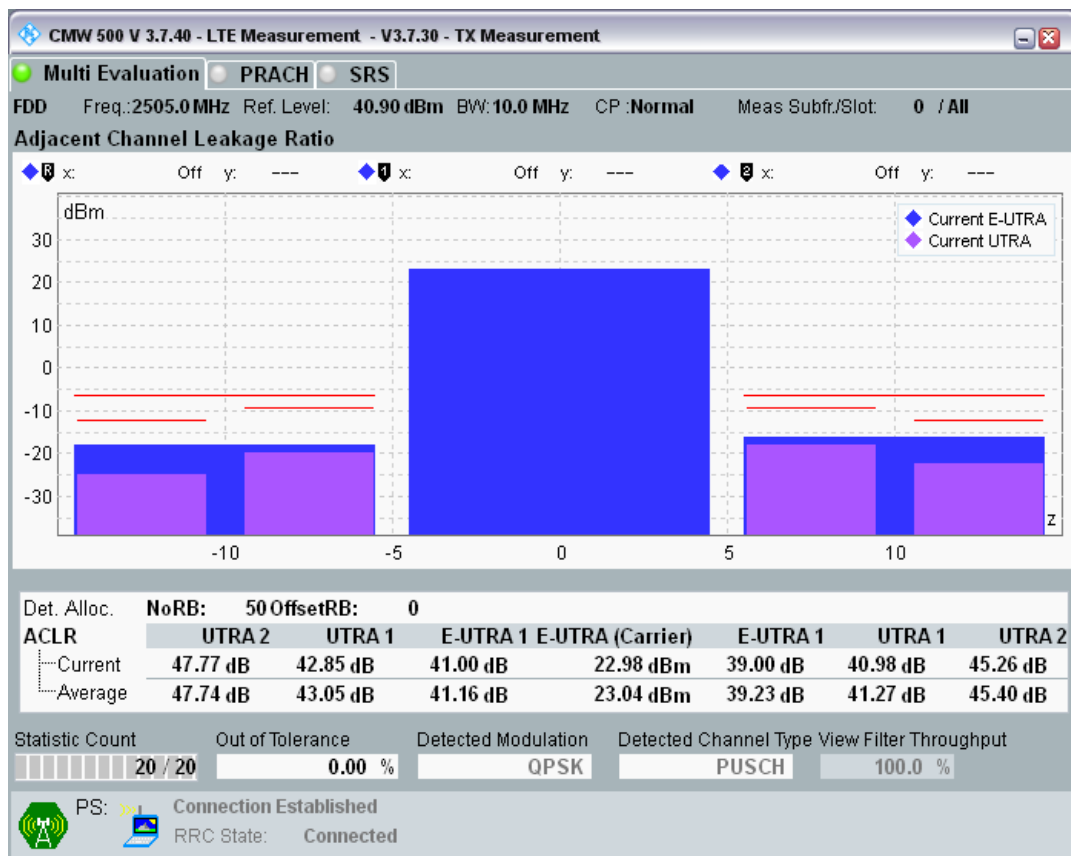 CMW 500 V 3.7.40 - LTE Measurement - V3.7.30 - TX Measurement
Multi Evaluation PRACH SRS
FDD Freg.:2505.0 MHz Ref. Level: 40.90 dBm BW: 10.0 MHz CP :Normal Meas Subfr./Slot: 0 / All
Adjacent Channel Leakage Ratio
R x: Off y: --- 1 x: Off y: --- 2 x: Off y: ---
dBm
Current E-UTRA
Current UTRA
30
20
10
0
-10
-20
-30
z
-10 -5 0 5 10
Det. Alloc. NoRB: 50 OffsetRB: 0
ACLR UTRA 2 UTRA 1 E-UTRA 1 E-UTRA (Carrier) E-UTRA 1 UTRA 1 UTRA 2
Current 47.77 dB 42.85 dB 41.00 dB 22.98 dBm 39.00 dB 40.98 dB 45.26 dB
Average 47.74 dB 43.05 dB 41.16 dB 23.04 dBm 39.23 dB 41.27 dB 45.40 dB
Statistic Count Out of Tolerance Detected Modulation Detected Channel Type View Filter Throughput
20 / 20 0.00 % QPSK PUSCH 100.0 %
PS: Connection Established
RRC State: Connected